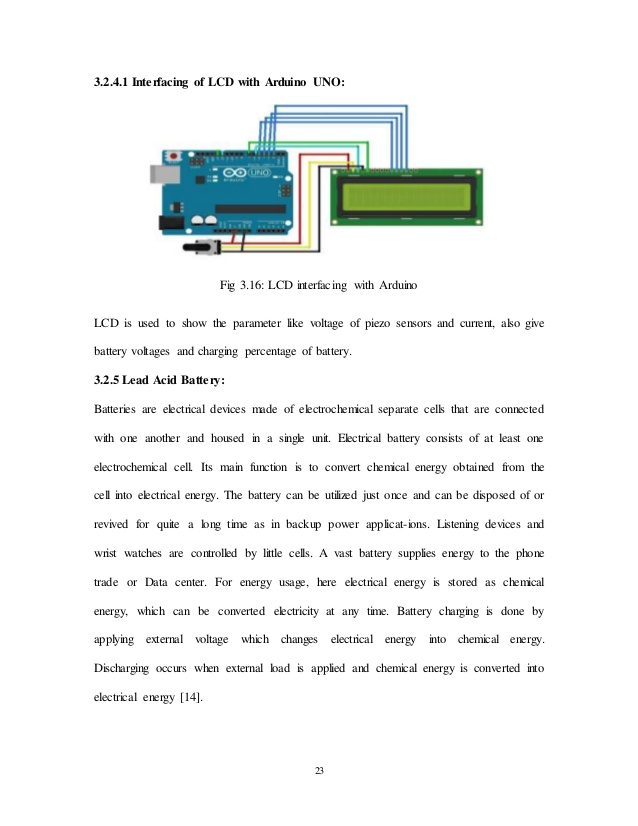 3.2.4.1 Interfacing of LCD with Arduino UNO:
UNO
Fig 3.16: LCD interfacing with Arduino
LCD is used to show the parameter like voltage of piezo sensors and current, also give
battery voltages and charging percentage of battery.
3.2.5 Lead Acid Battery:
Batteries are electrical devices made of electrochemical separate cells that are connected
with one another and housed in a single unit. Electrical battery consists of at least one
electrochemical cell. Its main function is to convert chemical energy obtained from the
cell into electrical energy. The battery can be utilized just once and can be disposed of or
revived for quite a long time as in backup power applicat-ions. Listening devices and
wrist watches are controlled by little cells. A vast battery supplies energy to the phone
trade or Data center. For energy usage, here electrical energy is stored as chemical
energy, which can be converted electricity at any time. Battery charging is done by
applying external voltage which changes electrical energy into chemical energy.
Discharging occurs when external load is applied and chemical energy is converted into
electrical energy [14].
23